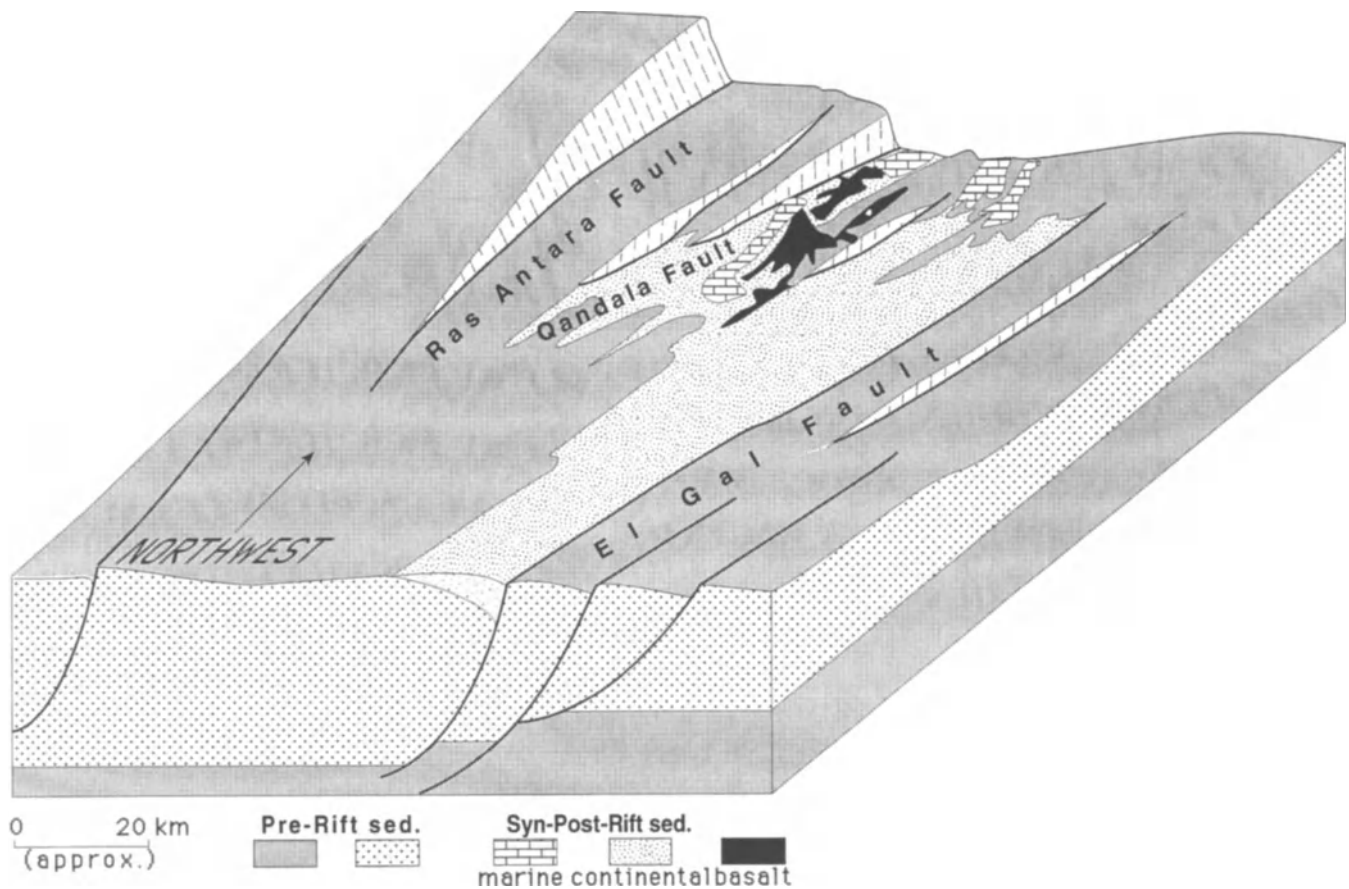 Ras Antara Fault
Qandala Fault
El Gal Fault
NORTHWEST
0 20 km
(approx.)
Pre-Rift sed.
Syn-Post-Rift sed.
marine continental basalt